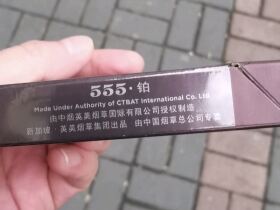 555·铂
Made Under Authority of CTBAT International Co. Ltd
由中烟英美烟草国际有限公司授权制造
新加坡·英美烟草集团出品 由中国烟草总公司专卖